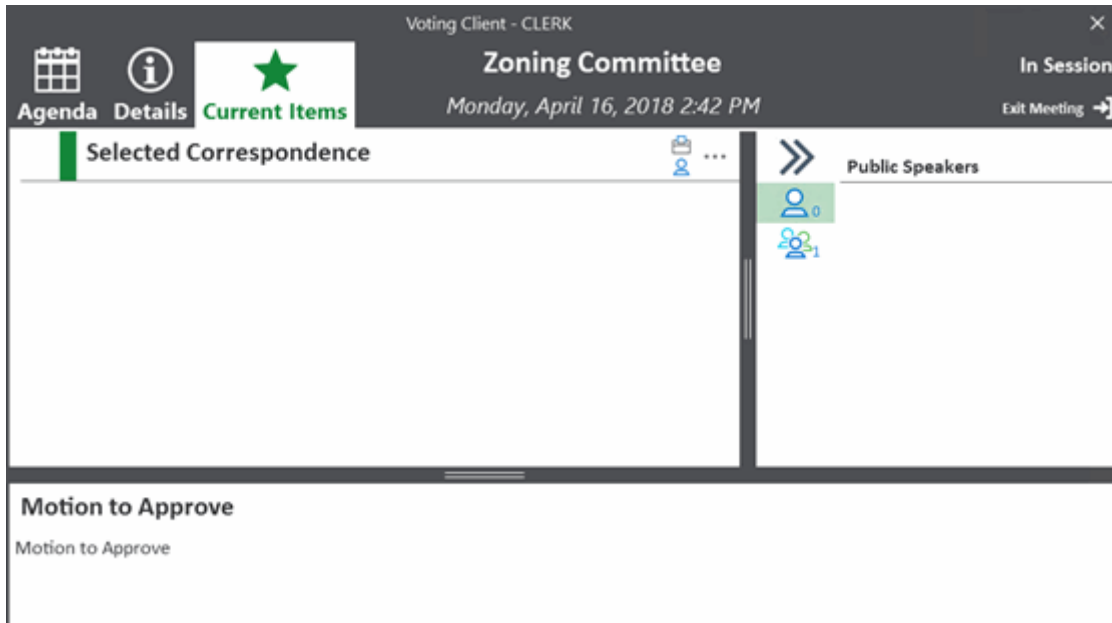 Voting Client - CLERK
Zoning Committee
In Session
Agenda Details Current Items
Monday, April 16, 2018 2:42 PM
Exit Meeting
Selected Correspondence
...
Public Speakers
0
1
Motion to Approve
Motion to Approve